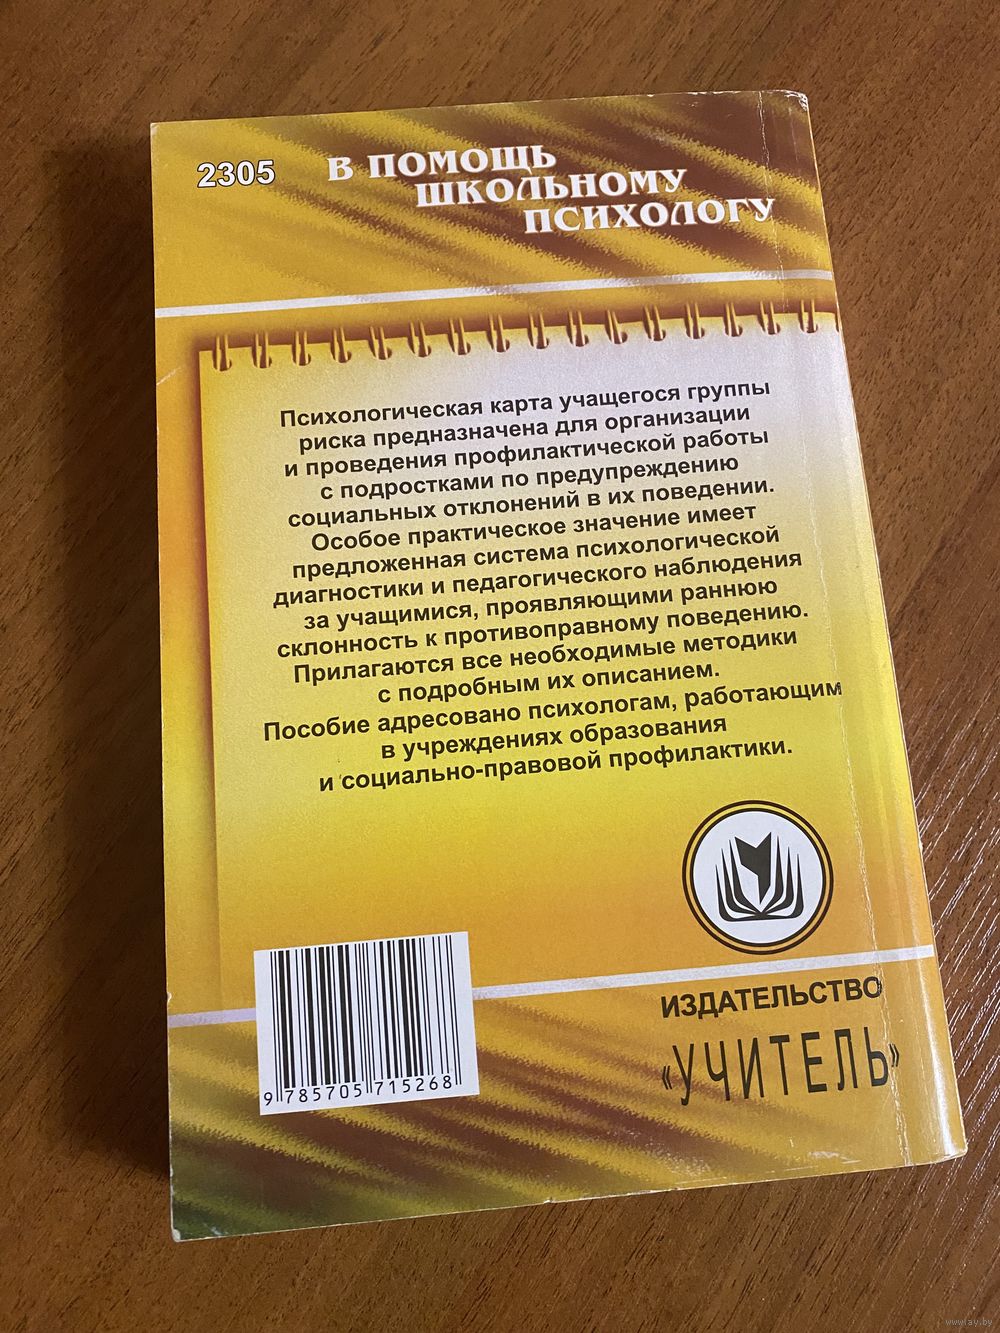 2305
В ПОМОЩЬ
ШКОЛЬНОМУ
ПСИХОЛОГУ
Психологическая карта учащегося группы
риска предназначена для организации
и проведения профилактической работы
с подростками по предупреждению
социальных отклонений в их поведении.
Особое практическое значение имеет
предложенная система психологической
диагностики и педагогического наблюдения
за учащимися, проявляющими раннюю
склонность к противоправному поведению.
Прилагаются все необходимые методики
с подробным их описанием.
Пособие адресовано психологам, работающим
в учреждениях образования
и социально-правовой профилактики.
ИЗДАТЕЛЬСТВО
«УЧИТЕЛЬ»
9 785705 715268
www.ay.by